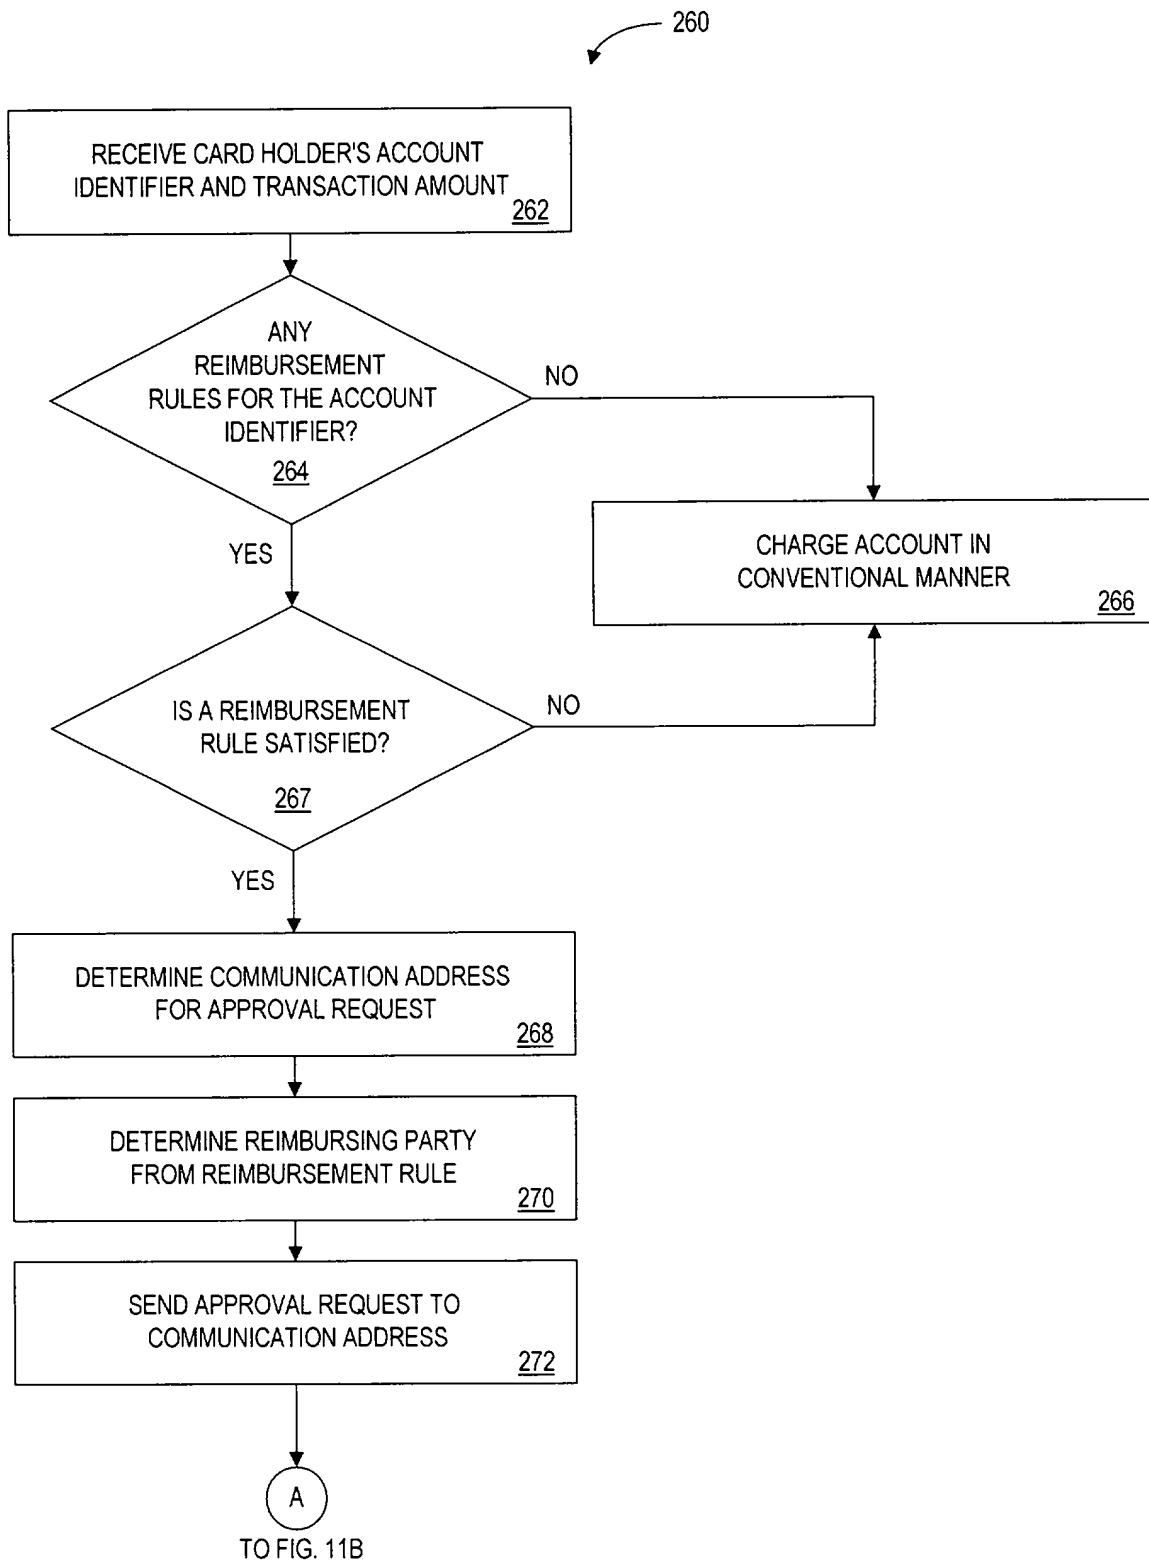 260
RECEIVE CARD HOLDER'S ACCOUNT
IDENTIFIER AND TRANSACTION AMOUNT
262
ANY
REIMBURSEMENT
RULES FOR THE ACCOUNT
IDENTIFIER?
264
NO
YES
CHARGE ACCOUNT IN
CONVENTIONAL MANNER
266
IS A REIMBURSEMENT
RULE SATISFIED?
267
NO
YES
DETERMINE COMMUNICATION ADDRESS
FOR APPROVAL REQUEST
268
DETERMINE REIMBURSING PARTY
FROM REIMBURSEMENT RULE
270
SEND APPROVAL REQUEST TO
COMMUNICATION ADDRESS
272
A
TO FIG. 11B